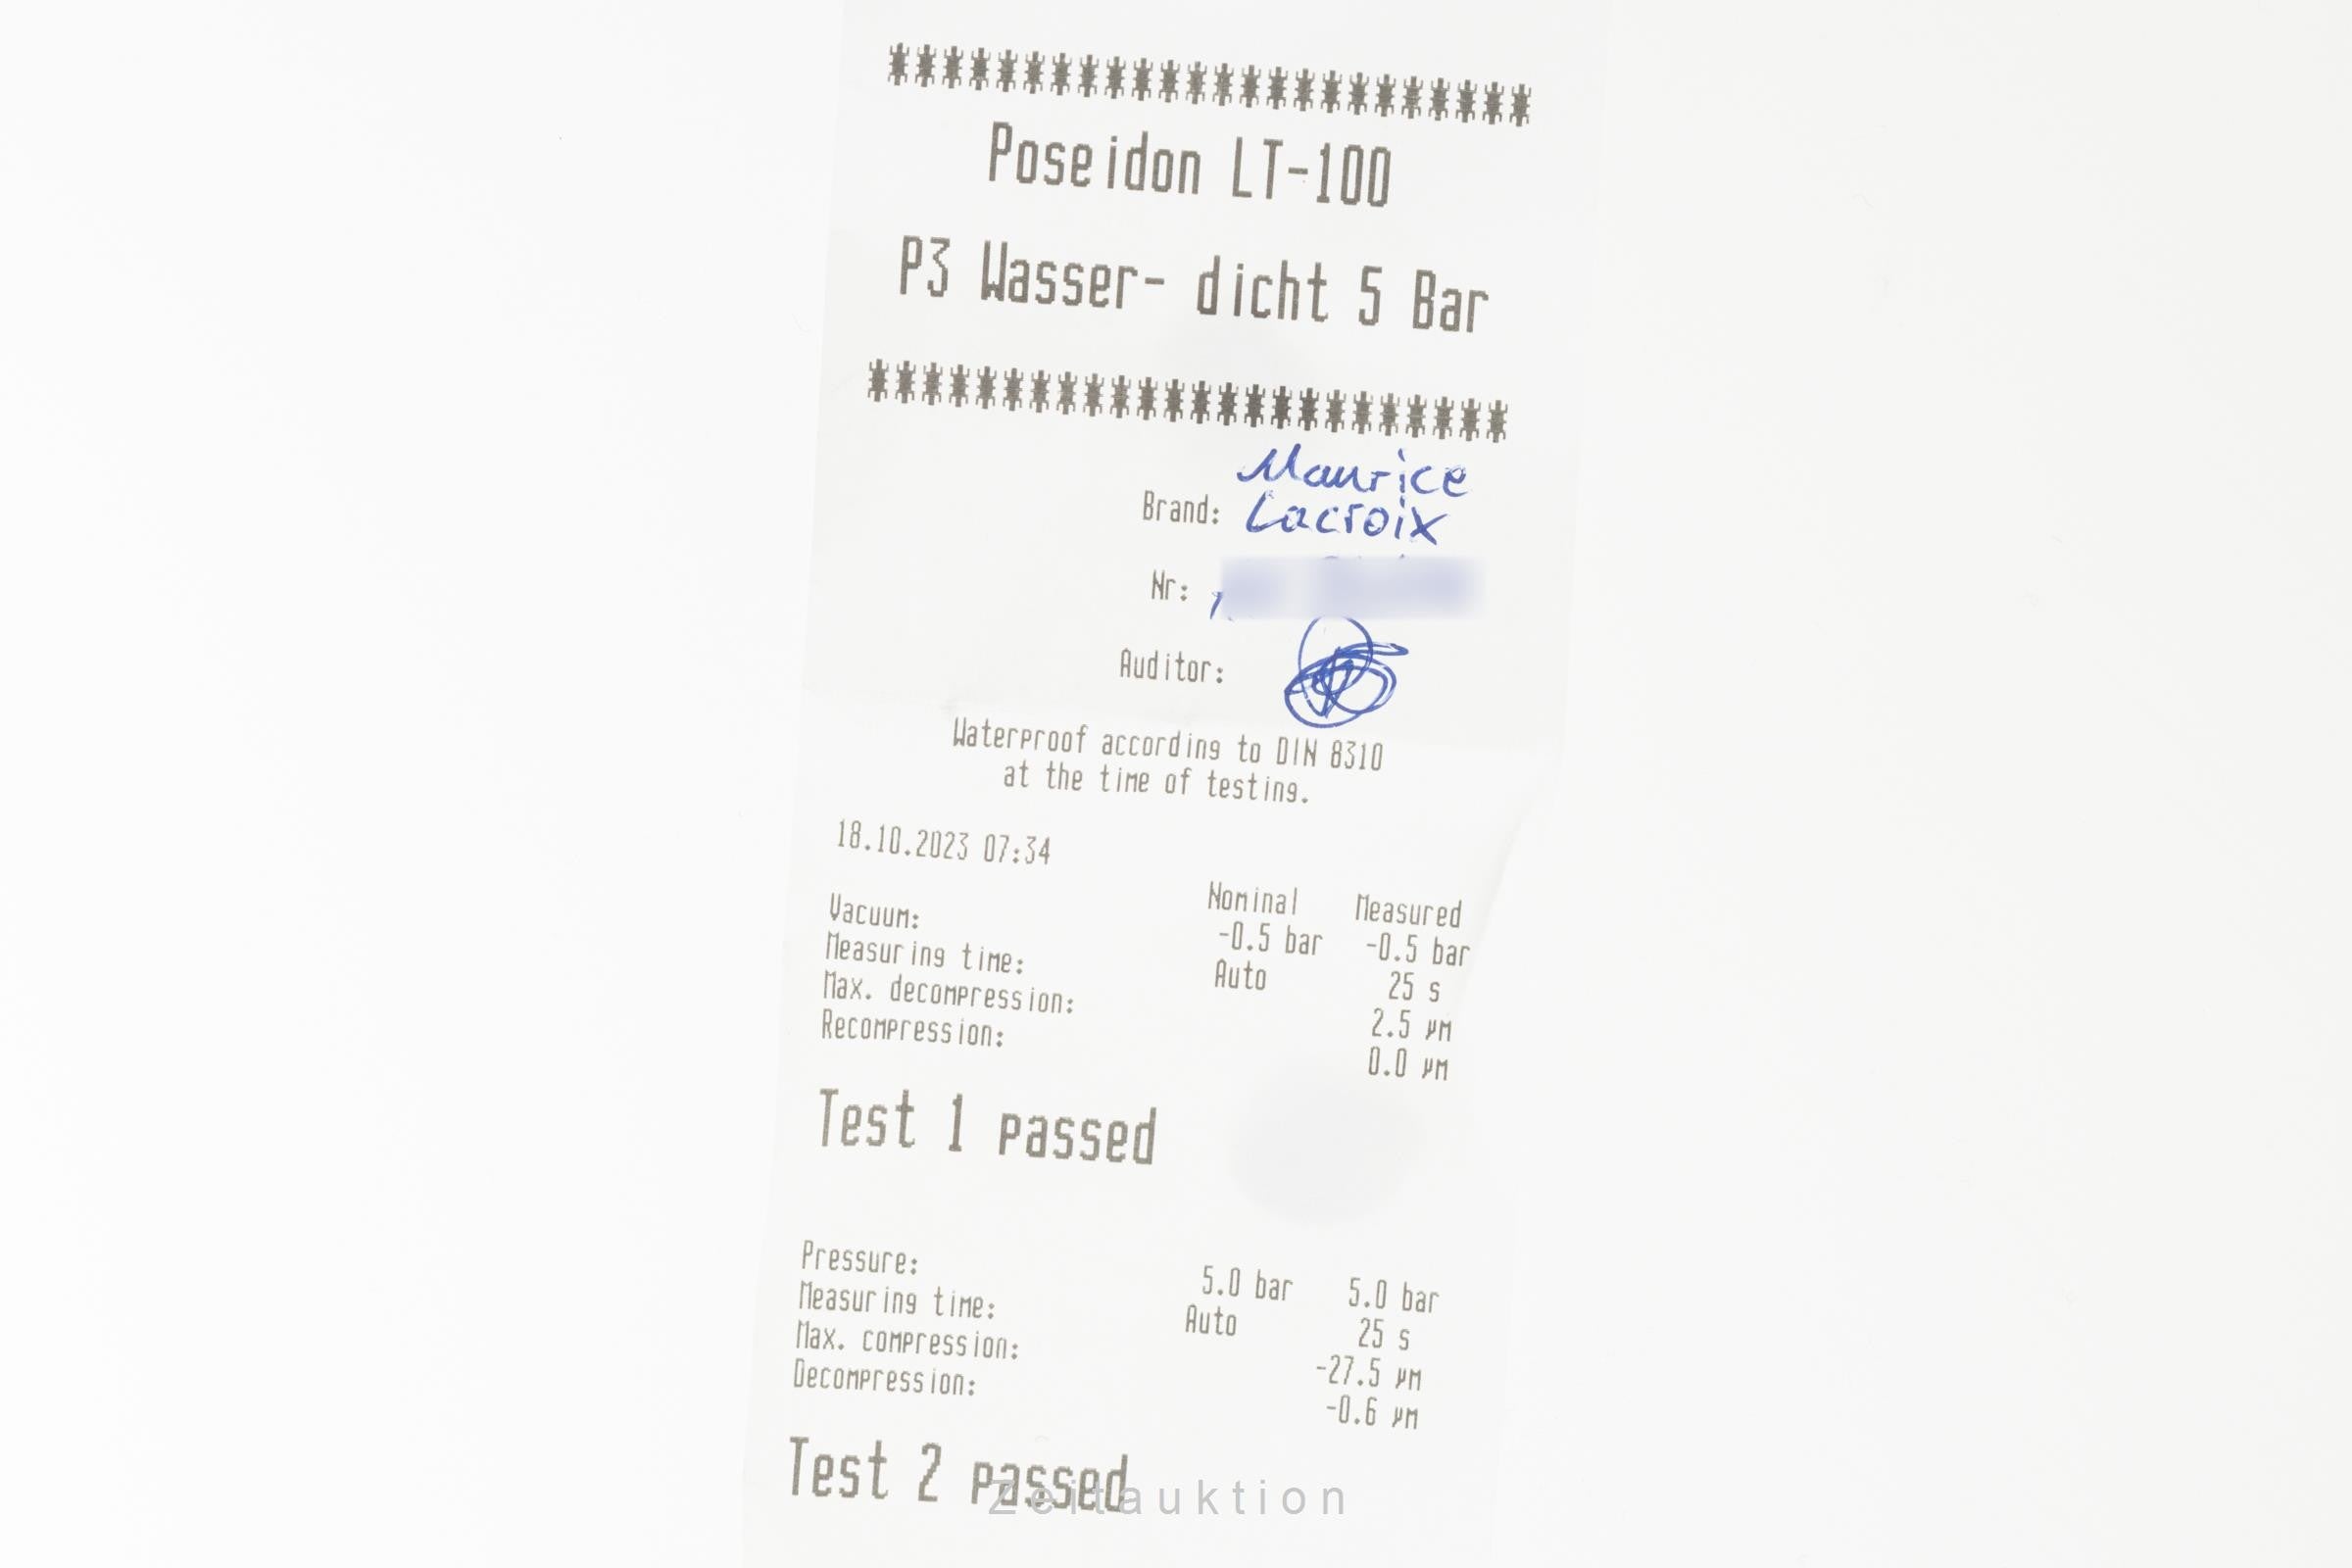 ************************
Poseidon LT-100
P3 Wasser- dicht 5 Bar
************************
Maurice
Brand: Lacroix
Nr:
Auditor:
Waterproof according to DIN 8310
at the time of testing.
18.10.2023 07:34
Nominal Measured
Vacuum: -0.5 bar -0.5 bar
Measuring time: Auto 25 s
Max. decompression: 2.5 µm
Recompression: 0.0 µm
Test 1 passed
Pressure: 5.0 bar 5.0 bar
Measuring time: Auto 25 s
Max. compression: -27.5 µm
Decompression: -0.6 µm
Test 2 passed
Zeitauktion